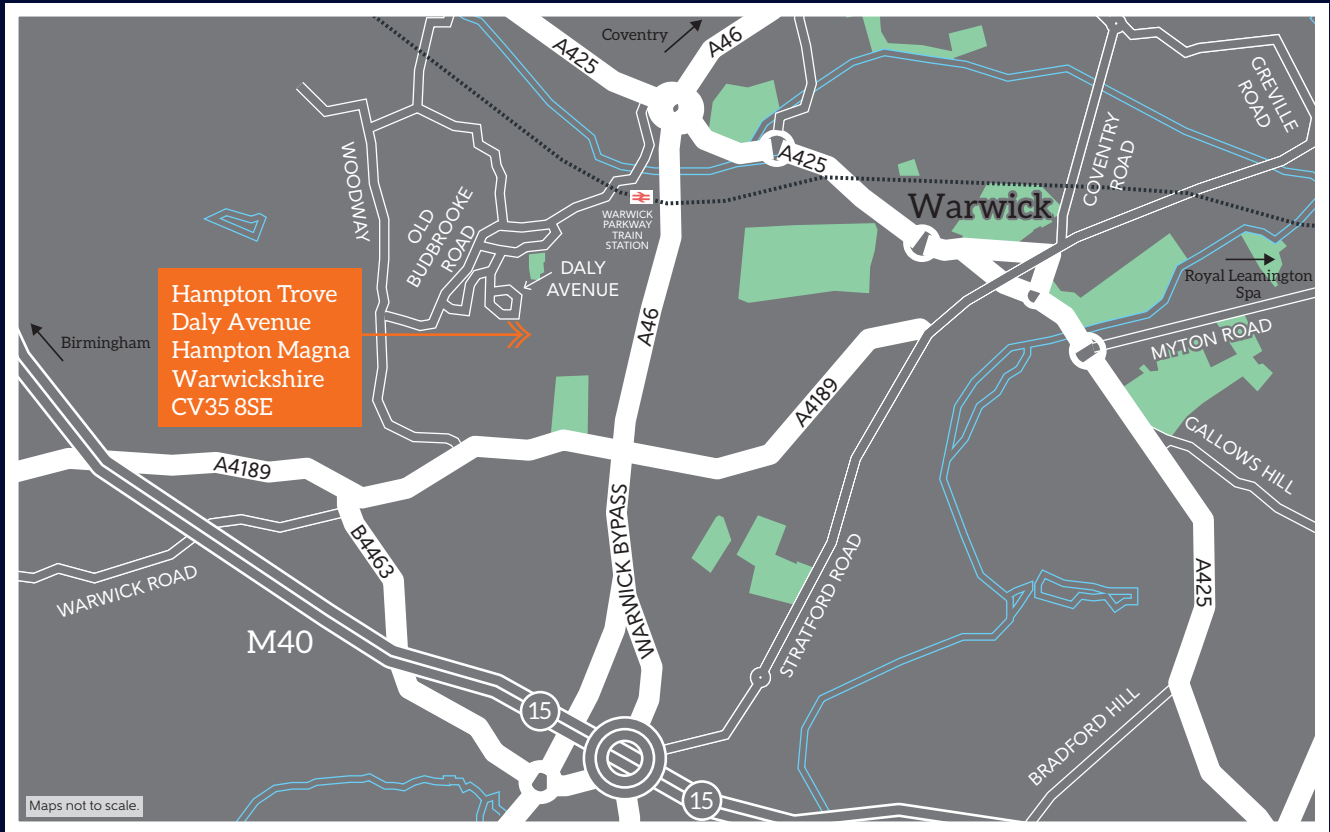 Coventry
A46
A425
GREVILLE
ROAD
COVENTRY
ROAD
A425
WOODWAY
OLD
BUDBROOKE
ROAD
WARWICK
PARKWAY
TRAIN
STATION
Warwick
DALY
AVENUE
Royal Leamington
Spa
Hampton Trove
Daly Avenue
Hampton Magna
Warwickshire
CV35 8SE
Birmingham
A46
MYTON ROAD
A4189
GALLOWS HILL
A4189
B4463
WARWICK BYPASS
STRATFORD ROAD
A425
WARWICK ROAD
M40
15
BRADFORD HILL
15
Maps not to scale.